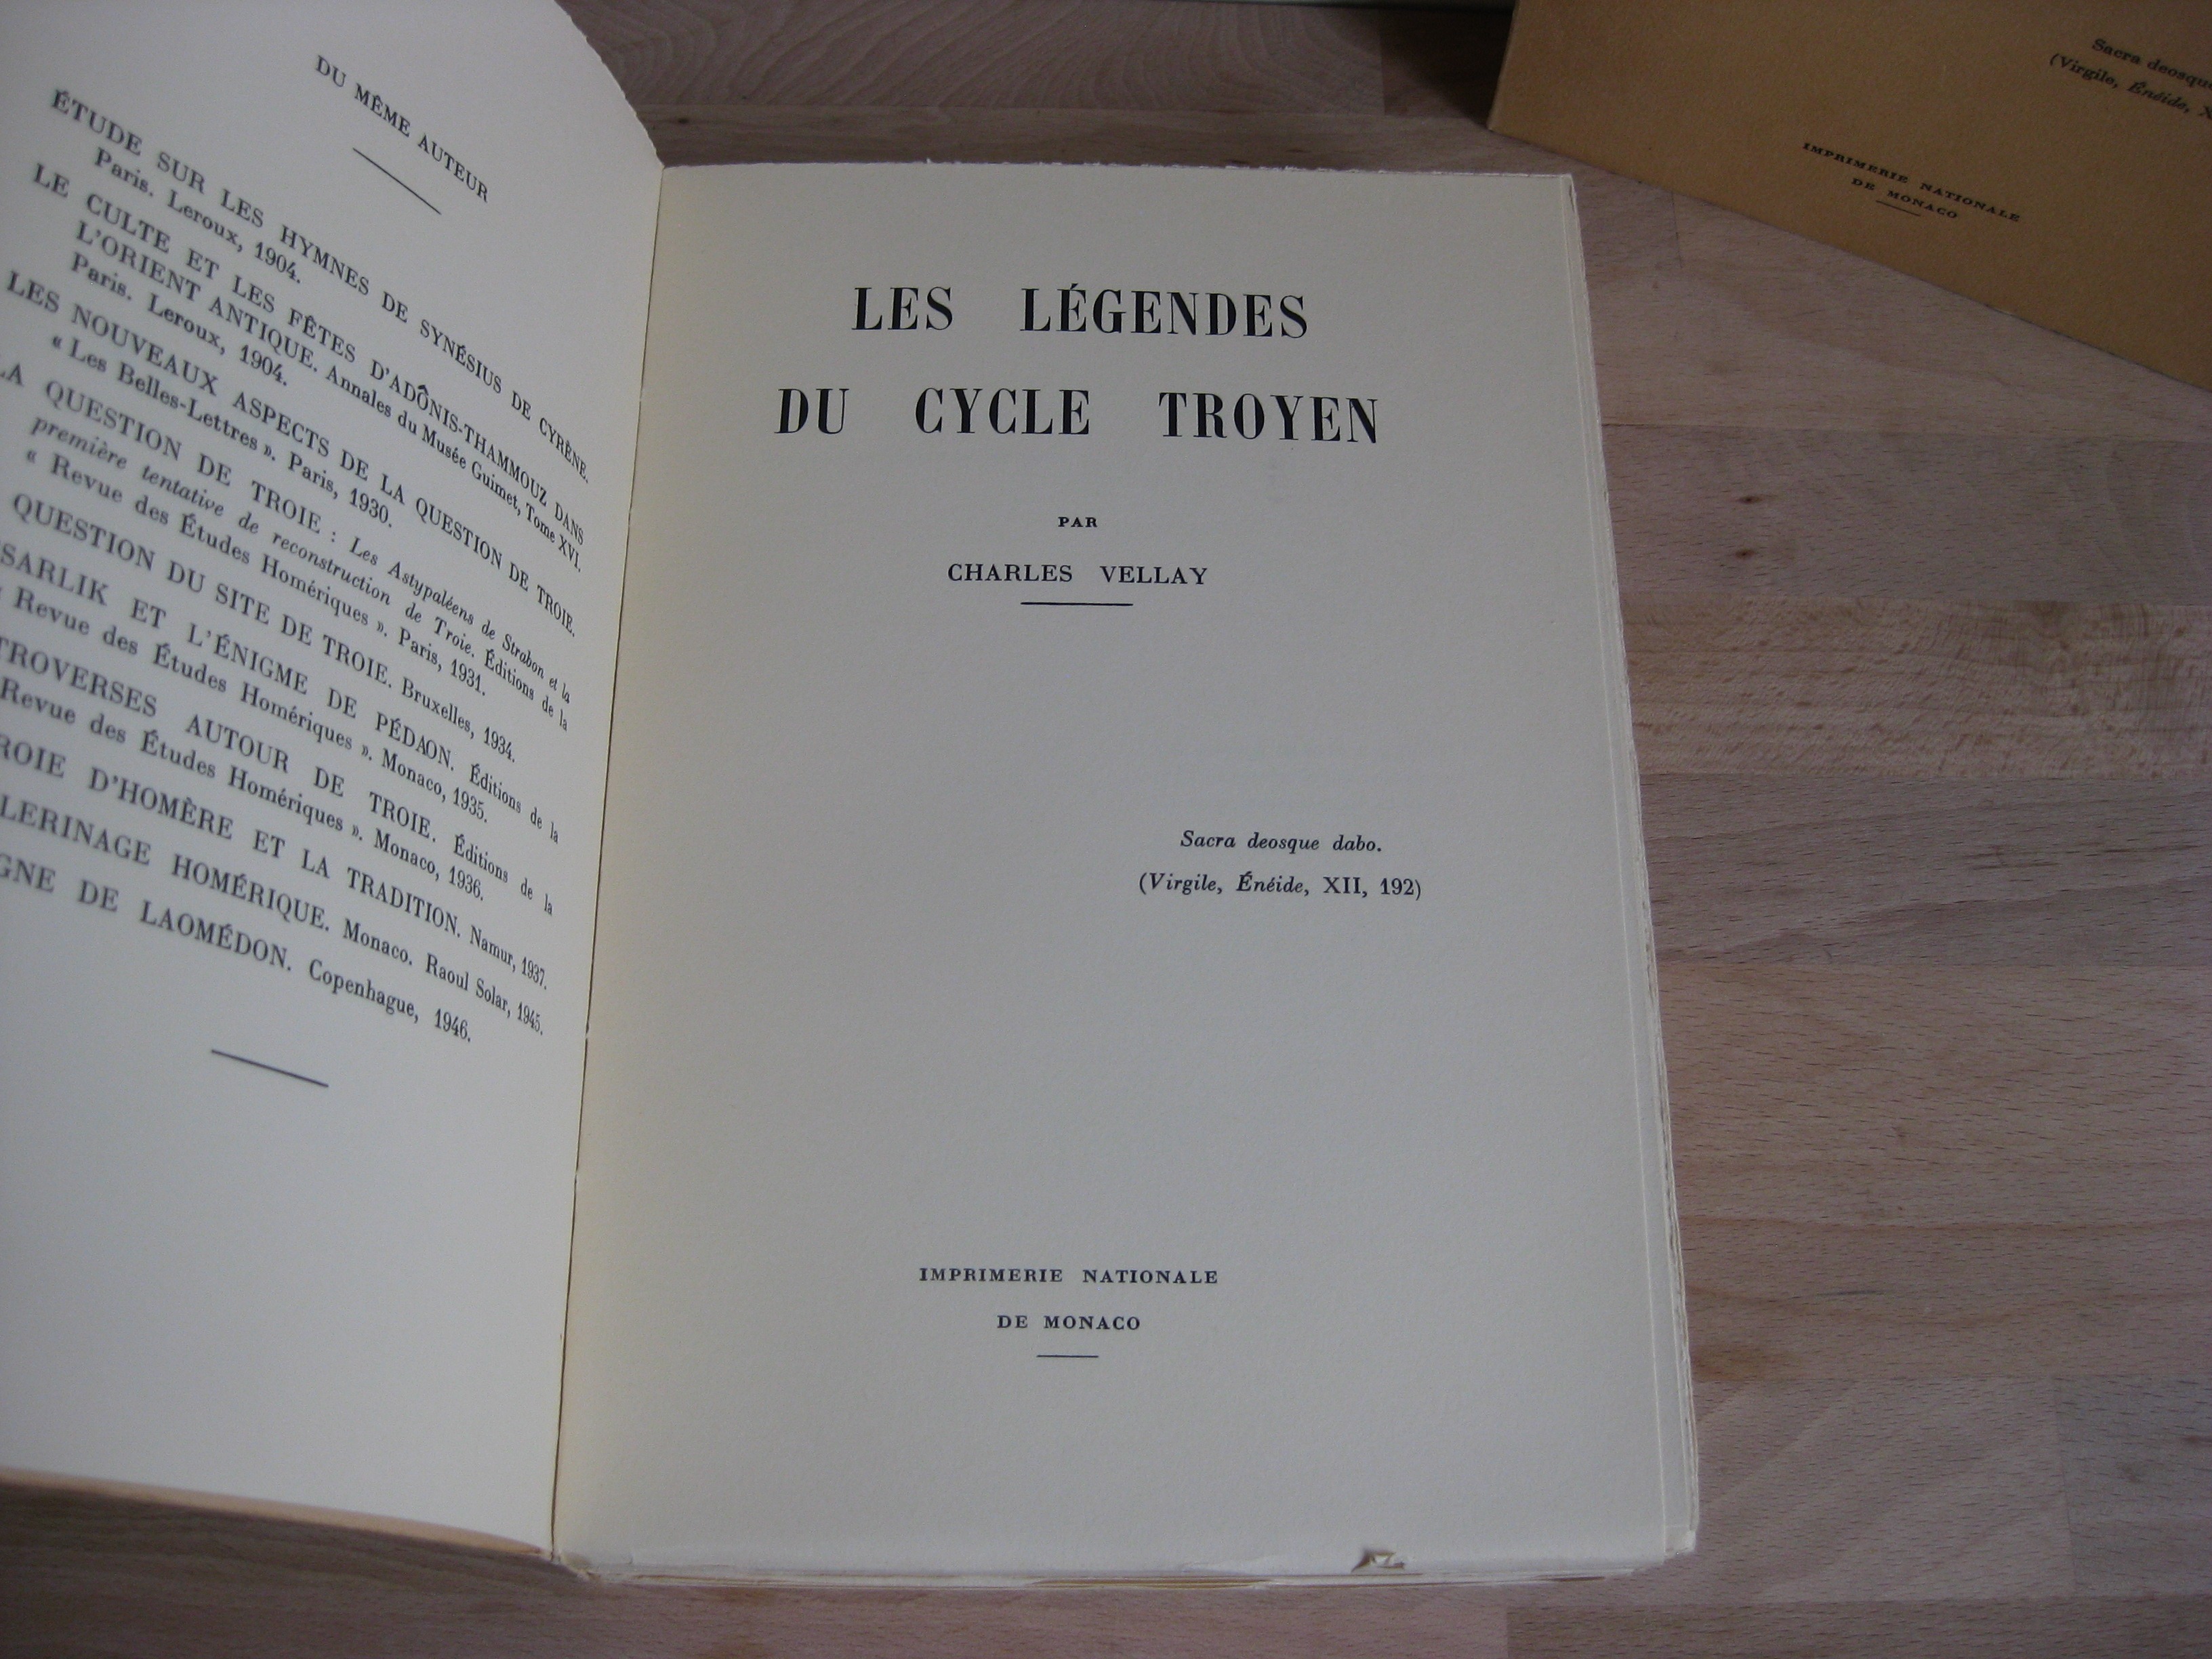 DU MÊME AUTEUR
ÉTUDE SUR LES HYMNES DE SYNÉSIUS DE CYRÈNE.
Paris. Leroux, 1904.
LE CULTE ET LES FÊTES D'ADÔNIS-THAMMOUZ DANS
L'ORIENT ANTIQUE. Annales du Musée Guimet, Tome XVI.
Paris. Leroux, 1904.
LES NOUVEAUX ASPECTS DE LA QUESTION DE TROIE.
« Les Belles-Lettres ». Paris, 1930.
LA QUESTION DE TROIE : Les Astypaléens de Strabon et la
première tentative de reconstruction de Troie. Éditions de la
« Revue des Études Homériques ». Paris, 1931.
QUESTION DU SITE DE TROIE. Bruxelles, 1934.
SARLIK ET L'ÉNIGME DE PÉDAON. Éditions de la
Revue des Études Homériques ». Monaco, 1935.
TROVERSES AUTOUR DE TROIE. Éditions de la
Revue des Études Homériques ». Monaco, 1936.
ROIE D'HOMÈRE ET LA TRADITION. Namur, 1937.
LERINAGE HOMÉRIQUE. Monaco. Raoul Solar, 1945.
GNE DE LAOMÉDON. Copenhague, 1946.
LES LÉGENDES
DU CYCLE TROYEN
PAR
CHARLES VELLAY
Sacra deosque dabo.
(Virgile, Énéide, XII, 192)
IMPRIMERIE NATIONALE
DE MONACO
Sacra deosque
(Virgile, Énéide, X
IMPRIMERIE NATIONALE
DE MONACO